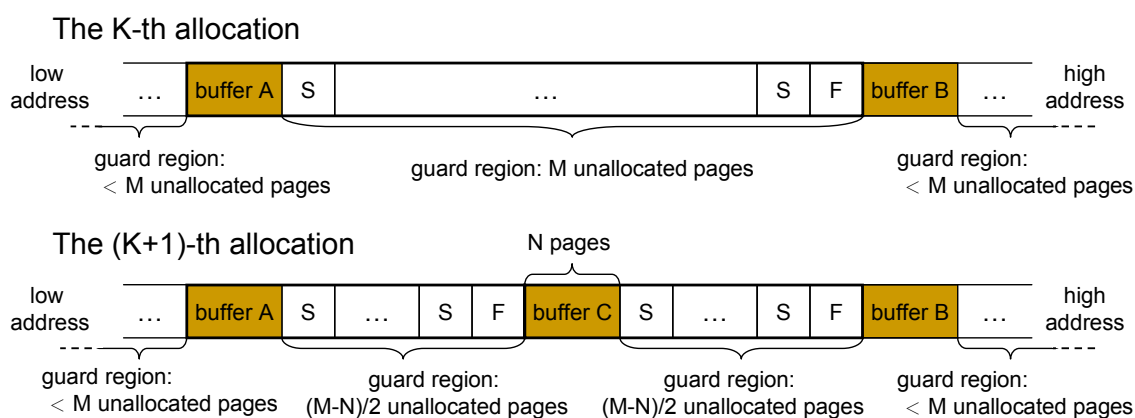 The K-th allocation
low address
… buffer A S … S F buffer B …
high address
guard region:
< M unallocated pages
guard region: M unallocated pages
guard region:
< M unallocated pages
The (K+1)-th allocation
N pages
low address
… buffer A S … S F buffer C S … S F buffer B …
high address
guard region:
< M unallocated pages
guard region:
(M-N)/2 unallocated pages
guard region:
(M-N)/2 unallocated pages
guard region:
< M unallocated pages